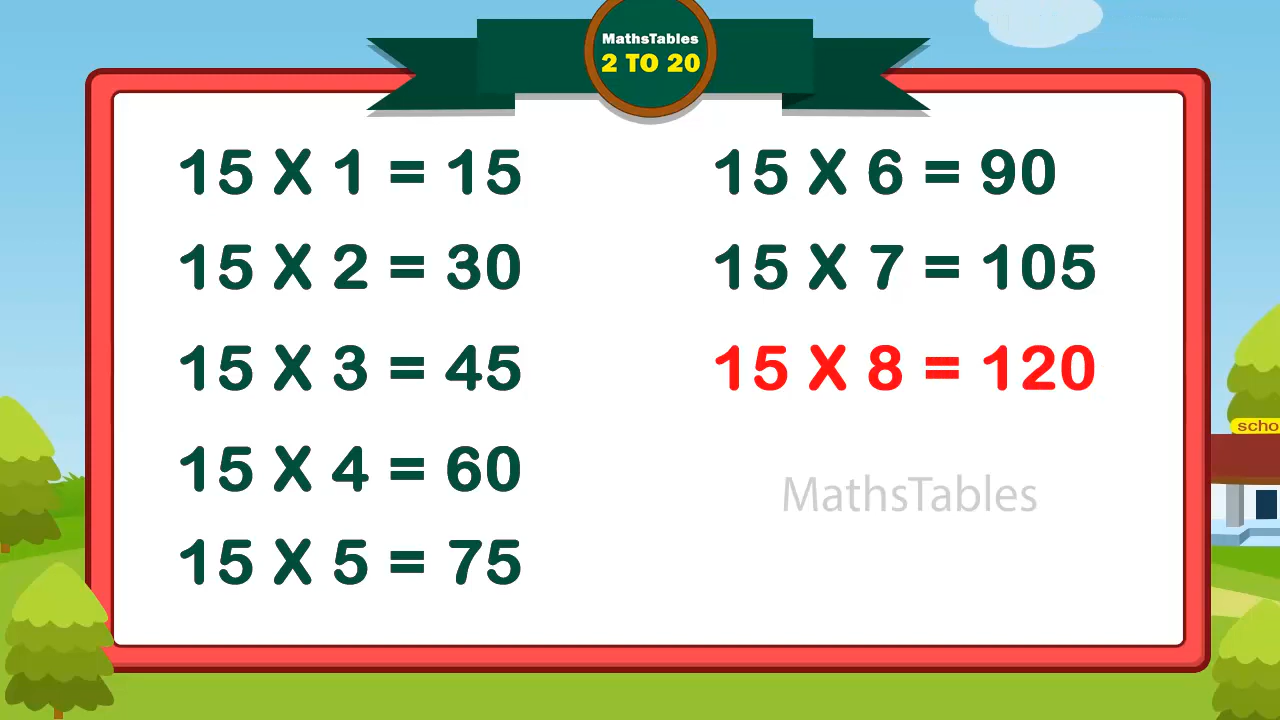 MathsTables
2 TO 20
15 X 1 = 15
15 X 2 = 30
15 X 3 = 45
15 X 4 = 60
15 X 5 = 75
15 X 6 = 90
15 X 7 = 105
15 X 8 = 120
MathsTables
scho